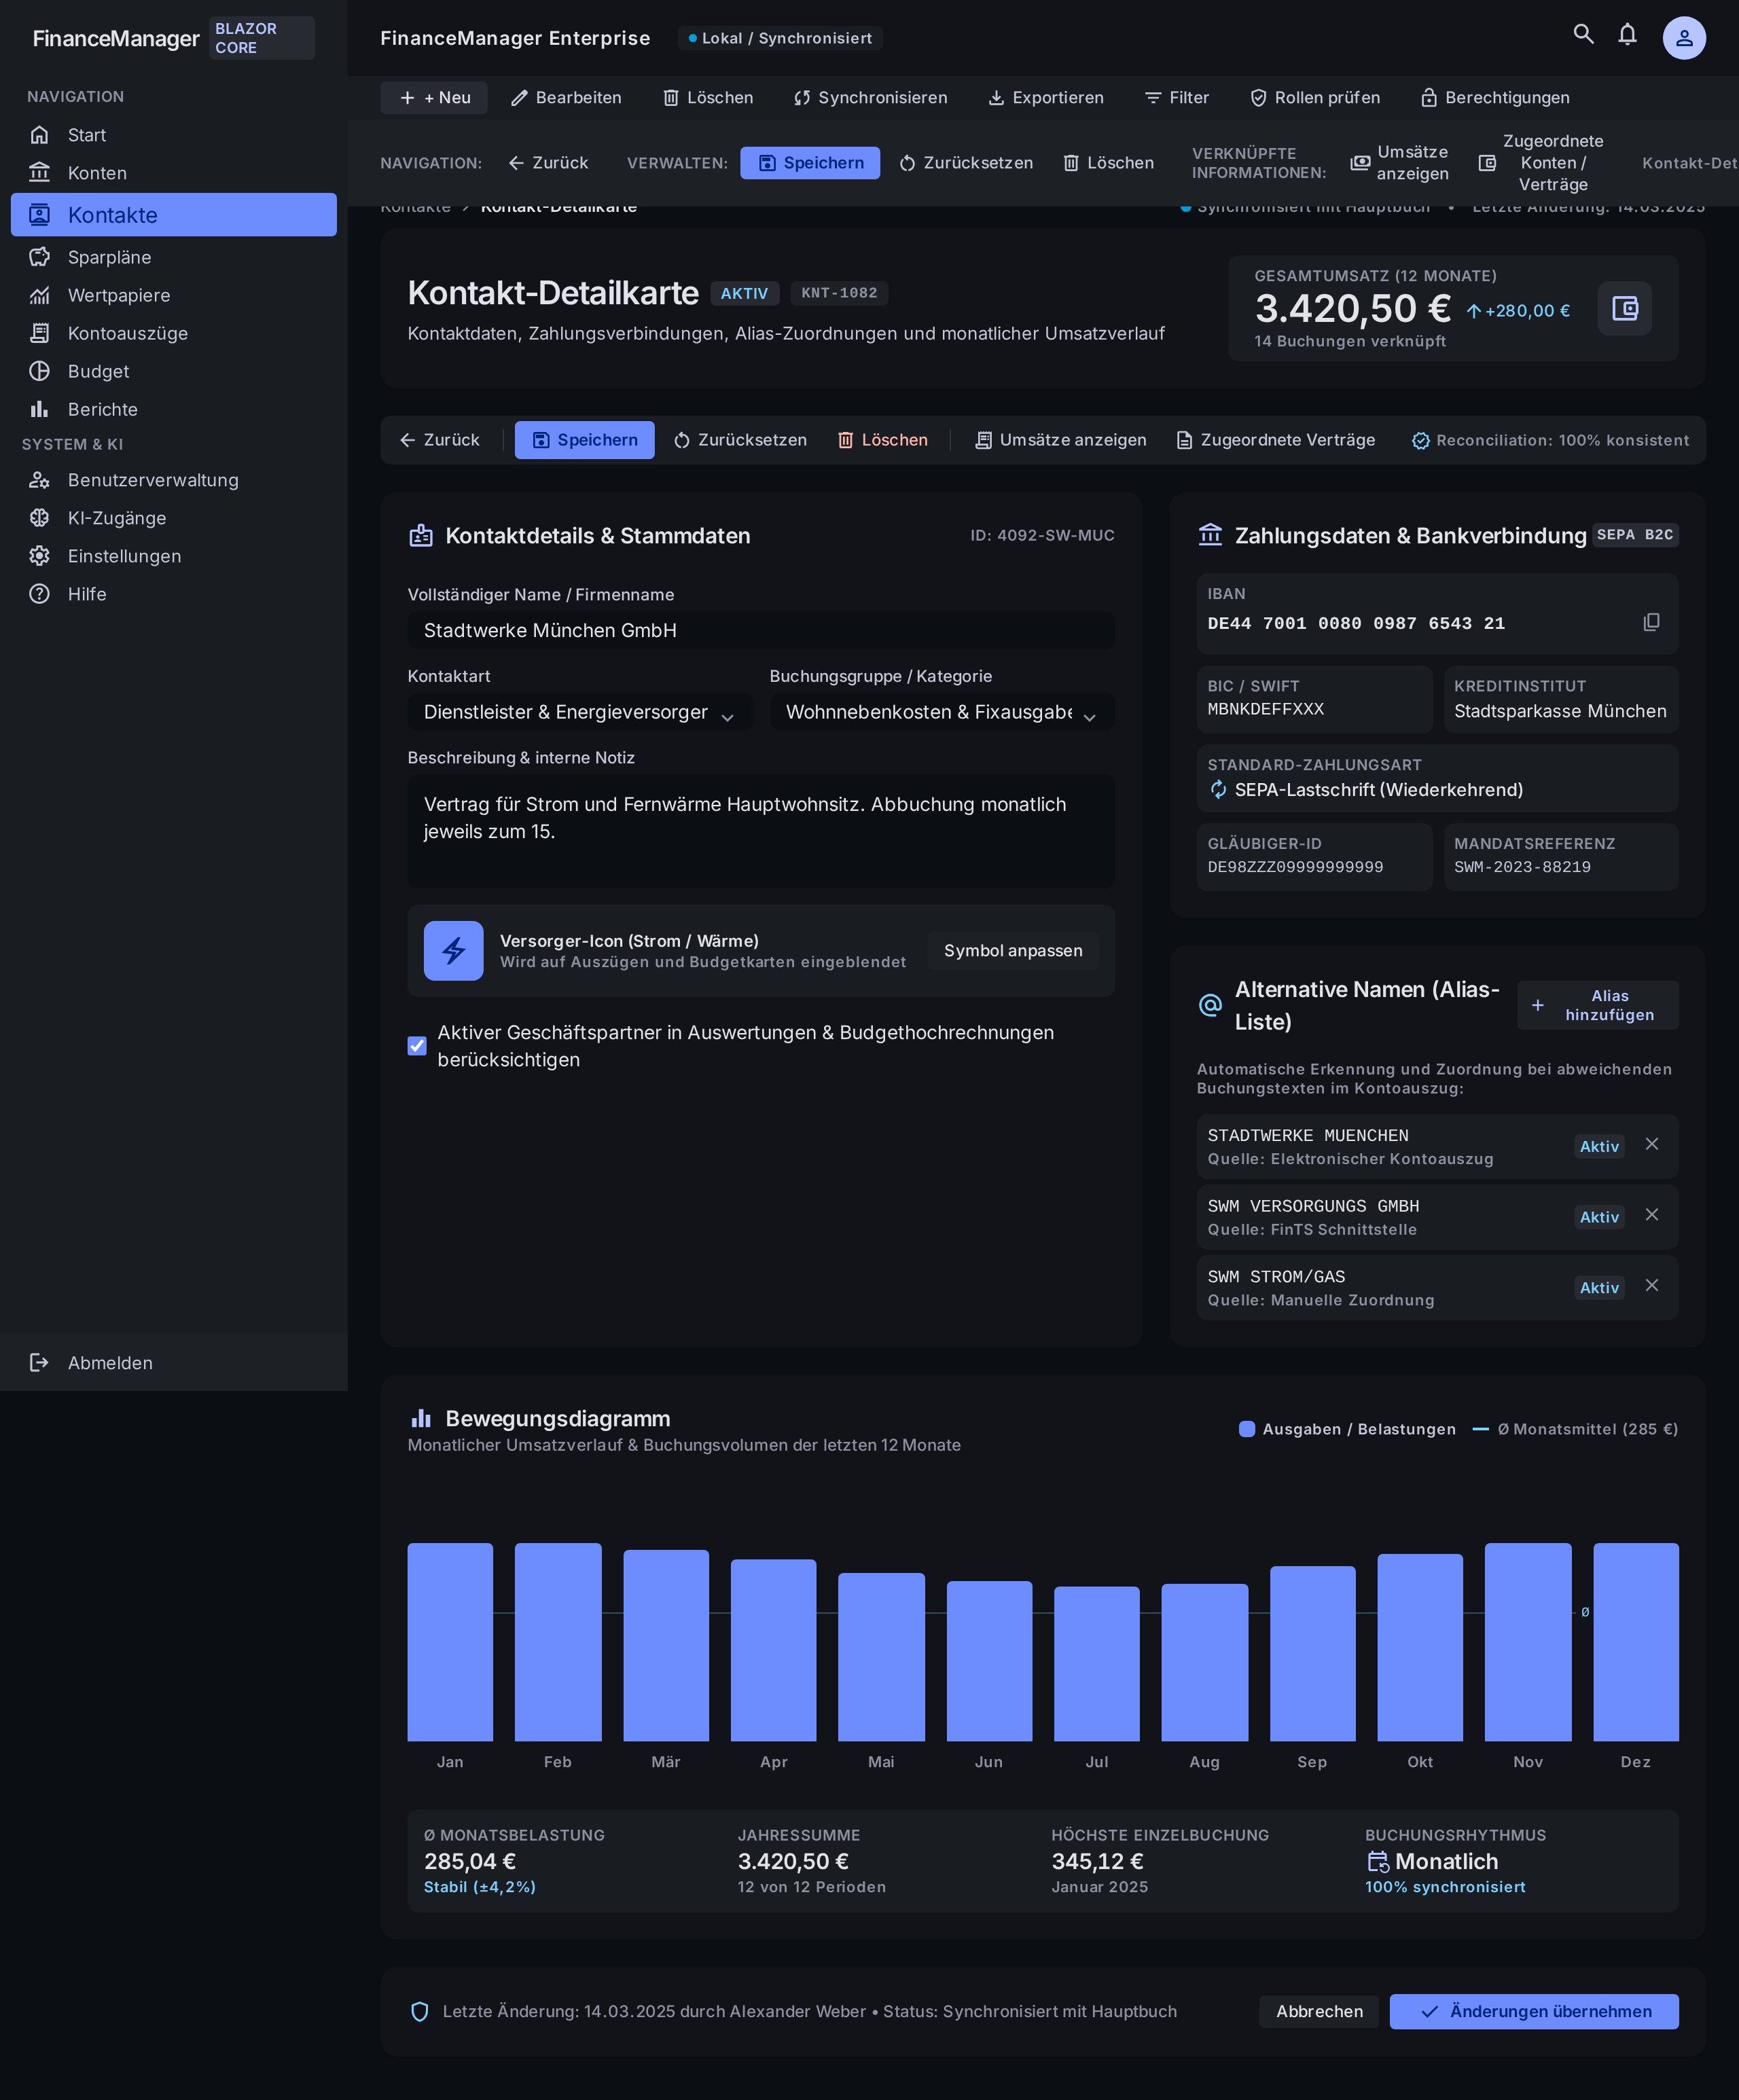 FinanceManager
BLAZOR
CORE
NAVIGATION
Start
Konten
Kontakte
Sparpläne
Wertpapiere
Kontoauszüge
Budget
Berichte
SYSTEM & KI
Benutzerverwaltung
KI-Zugänge
Einstellungen
Hilfe
Abmelden
FinanceManager Enterprise
Lokal / Synchronisiert
+ Neu
Bearbeiten
Löschen
Synchronisieren
Exportieren
Filter
Rollen prüfen
Berechtigungen
NAVIGATION:
Zurück
VERWALTEN:
Speichern
Zurücksetzen
Löschen
VERKNÜPFTE
INFORMATIONEN:
Umsätze
anzeigen
Zugeordnete
Konten /
Verträge
Kontakt-Det
Kontakte
Kontakt-Detailkarte
Synchronisiert mit Hauptbuch • Letzte Änderung: 14.03.2025
Kontakt-Detailkarte
AKTIV
KNT-1082
Kontaktdaten, Zahlungsverbindungen, Alias-Zuordnungen und monatlicher Umsatzverlauf
GESAMTUMSATZ (12 MONATE)
3.420,50 €
+280,00 €
14 Buchungen verknüpft
Zurück
Speichern
Zurücksetzen
Löschen
Umsätze anzeigen
Zugeordnete Verträge
Reconciliation: 100% konsistent
Kontaktdetails & Stammdaten
ID: 4092-SW-MUC
Vollständiger Name / Firmenname
Stadtwerke München GmbH
Kontaktart
Dienstleister & Energieversorger
Buchungsgruppe / Kategorie
Wohnnebenkosten & Fixausgabe
Beschreibung & interne Notiz
Vertrag für Strom und Fernwärme Hauptwohnsitz. Abbuchung monatlich
jeweils zum 15.
Versorger-Icon (Strom / Wärme)
Wird auf Auszügen und Budgetkarten eingeblendet
Symbol anpassen
Aktiver Geschäftspartner in Auswertungen & Budgethochrechnungen
berücksichtigen
Zahlungsdaten & Bankverbindung
SEPA B2C
IBAN
DE44 7001 0080 0987 6543 21
BIC / SWIFT
MBNKDEFFXXX
KREDITINSTITUT
Stadtsparkasse München
STANDARD-ZAHLUNGSART
SEPA-Lastschrift (Wiederkehrend)
GLÄUBIGER-ID
DE98ZZZ09999999999
MANDATSREFERENZ
SWM-2023-88219
Alternative Namen (Alias-
Liste)
Alias
hinzufügen
Automatische Erkennung und Zuordnung bei abweichenden
Buchungstexten im Kontoauszug:
STADTWERKE MUENCHEN
Quelle: Elektronischer Kontoauszug
Aktiv
SWM VERSORGUNGS GMBH
Quelle: FinTS Schnittstelle
Aktiv
SWM STROM/GAS
Quelle: Manuelle Zuordnung
Aktiv
Bewegungsdiagramm
Monatlicher Umsatzverlauf & Buchungsvolumen der letzten 12 Monate
Ausgaben / Belastungen
Ø Monatsmittel (285 €)
Ø
Jan
Feb
Mär
Apr
Mai
Jun
Jul
Aug
Sep
Okt
Nov
Dez
Ø MONATSBELASTUNG
285,04 €
Stabil (±4,2%)
JAHRESSUMME
3.420,50 €
12 von 12 Perioden
HÖCHSTE EINZELBUCHUNG
345,12 €
Januar 2025
BUCHUNGSRHYTHMUS
Monatlich
100% synchronisiert
Letzte Änderung: 14.03.2025 durch Alexander Weber • Status: Synchronisiert mit Hauptbuch
Abbrechen
Änderungen übernehmen